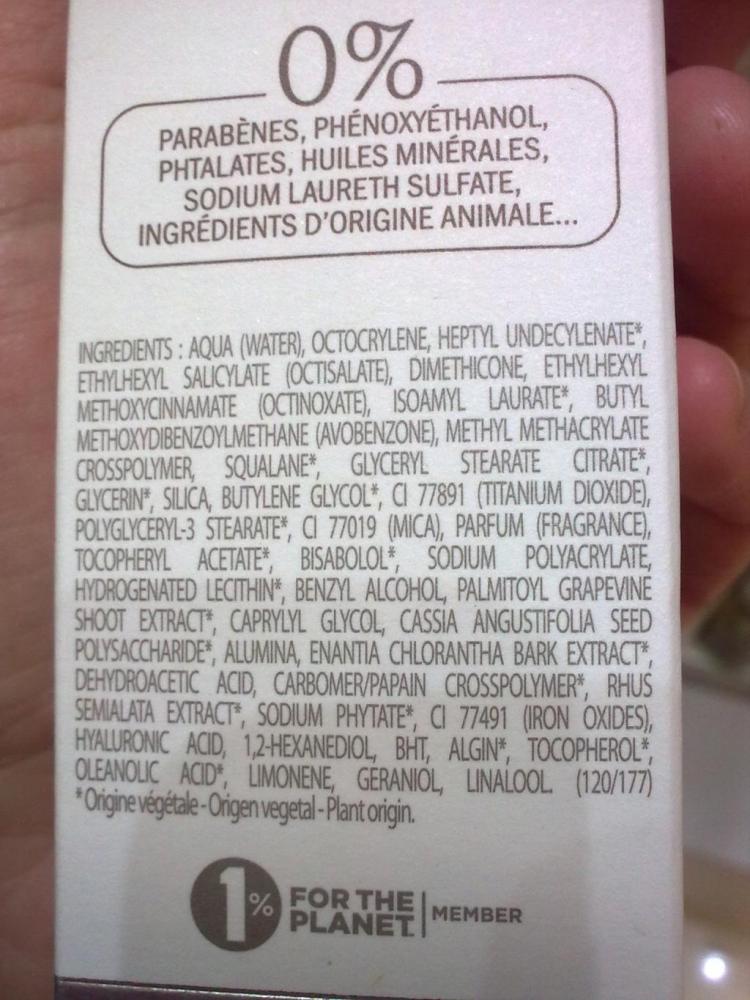 0%
PARABÈNES, PHÉNOXYÉTHANOL,
PHTALATES, HUILES MINÉRALES,
SODIUM LAURETH SULFATE,
INGRÉDIENTS D'ORIGINE ANIMALE...
INGREDIENTS : AQUA (WATER), OCTOCRYLENE, HEPTYL UNDECYLENATE*,
ETHYLHEXYL SALICYLATE (OCTISALATE), DIMETHICONE, ETHYLHEXYL
METHOXYCINNAMATE (OCTINOXATE), ISOAMYL LAURATE*, BUTYL
METHOXYDIBENZOYLMETHANE (AVOBENZONE), METHYL METHACRYLATE
CROSSPOLYMER, SQUALANE*, GLYCERYL STEARATE CITRATE*,
GLYCERIN*, SILICA, BUTYLENE GLYCOL*, CI 77891 (TITANIUM DIOXIDE),
POLYGLYCERYL-3 STEARATE*, CI 77019 (MICA), PARFUM (FRAGRANCE),
TOCOPHERYL ACETATE*, BISABOLOL*, SODIUM POLYACRYLATE,
HYDROGENATED LECITHIN*, BENZYL ALCOHOL, PALMITOYL GRAPEVINE
SHOOT EXTRACT*, CAPRYLYL GLYCOL, CASSIA ANGUSTIFOLIA SEED
POLYSACCHARIDE*, ALUMINA, ENANTIA CHLORANTHA BARK EXTRACT*,
DEHYDROACETIC ACID, CARBOMER/PAPAIN CROSSPOLYMER*, RHUS
SEMIALATA EXTRACT*, SODIUM PHYTATE*, CI 77491 (IRON OXIDES),
HYALURONIC ACID, 1,2-HEXANEDIOL, BHT, ALGIN*, TOCOPHEROL*,
OLEANOLIC ACID*, LIMONENE, GERANIOL, LINALOOL. (120/177)
*Origine végétale - Origen vegetal - Plant origin.
1% FOR THE
PLANET. MEMBER